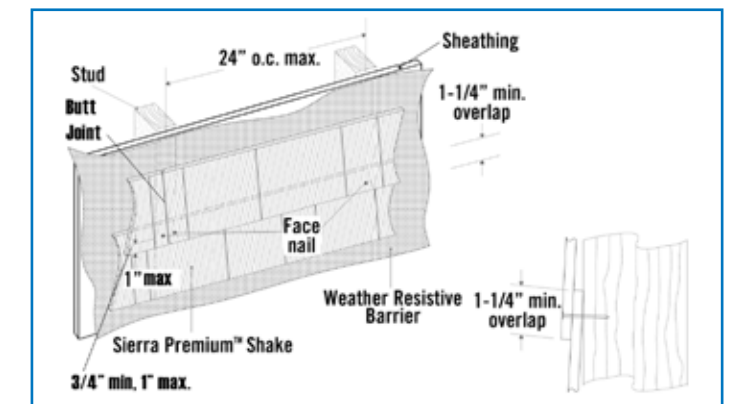 24" o.c. max.
Sheathing
Stud
Butt
Joint
1-1/4" min.
overlap
Face
nail
1" max
Weather Resistive
Barrier
1-1/4" min.
overlap
Sierra Premium™ Shake
3/4" min, 1" max.